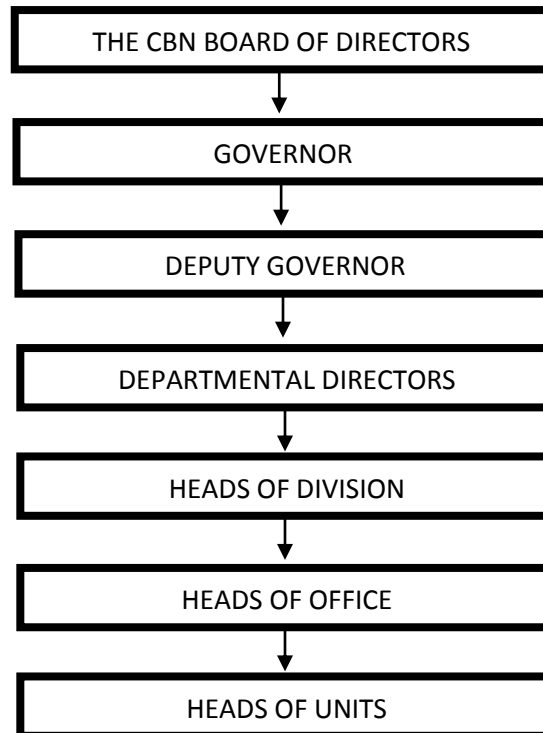 THE CBN BOARD OF DIRECTORS
GOVERNOR
DEPUTY GOVERNOR
DEPARTMENTAL DIRECTORS
HEADS OF DIVISION
HEADS OF OFFICE
HEADS OF UNITS